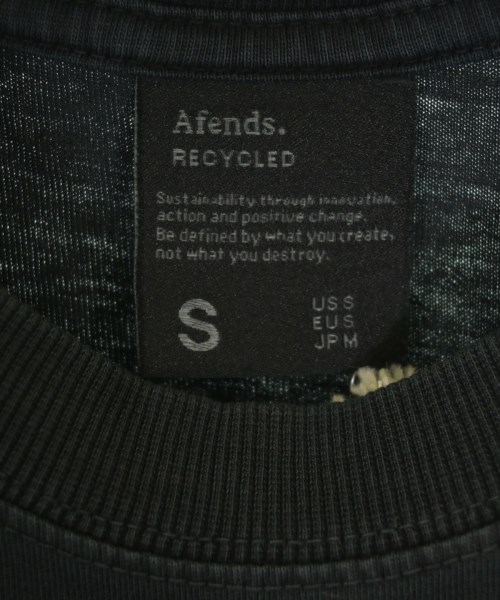 Afends.
RECYCLED
Sustainability through innovation,
action and positive change.
Be defined by what you create,
not what you destroy.
S
US S
EU S
JP M